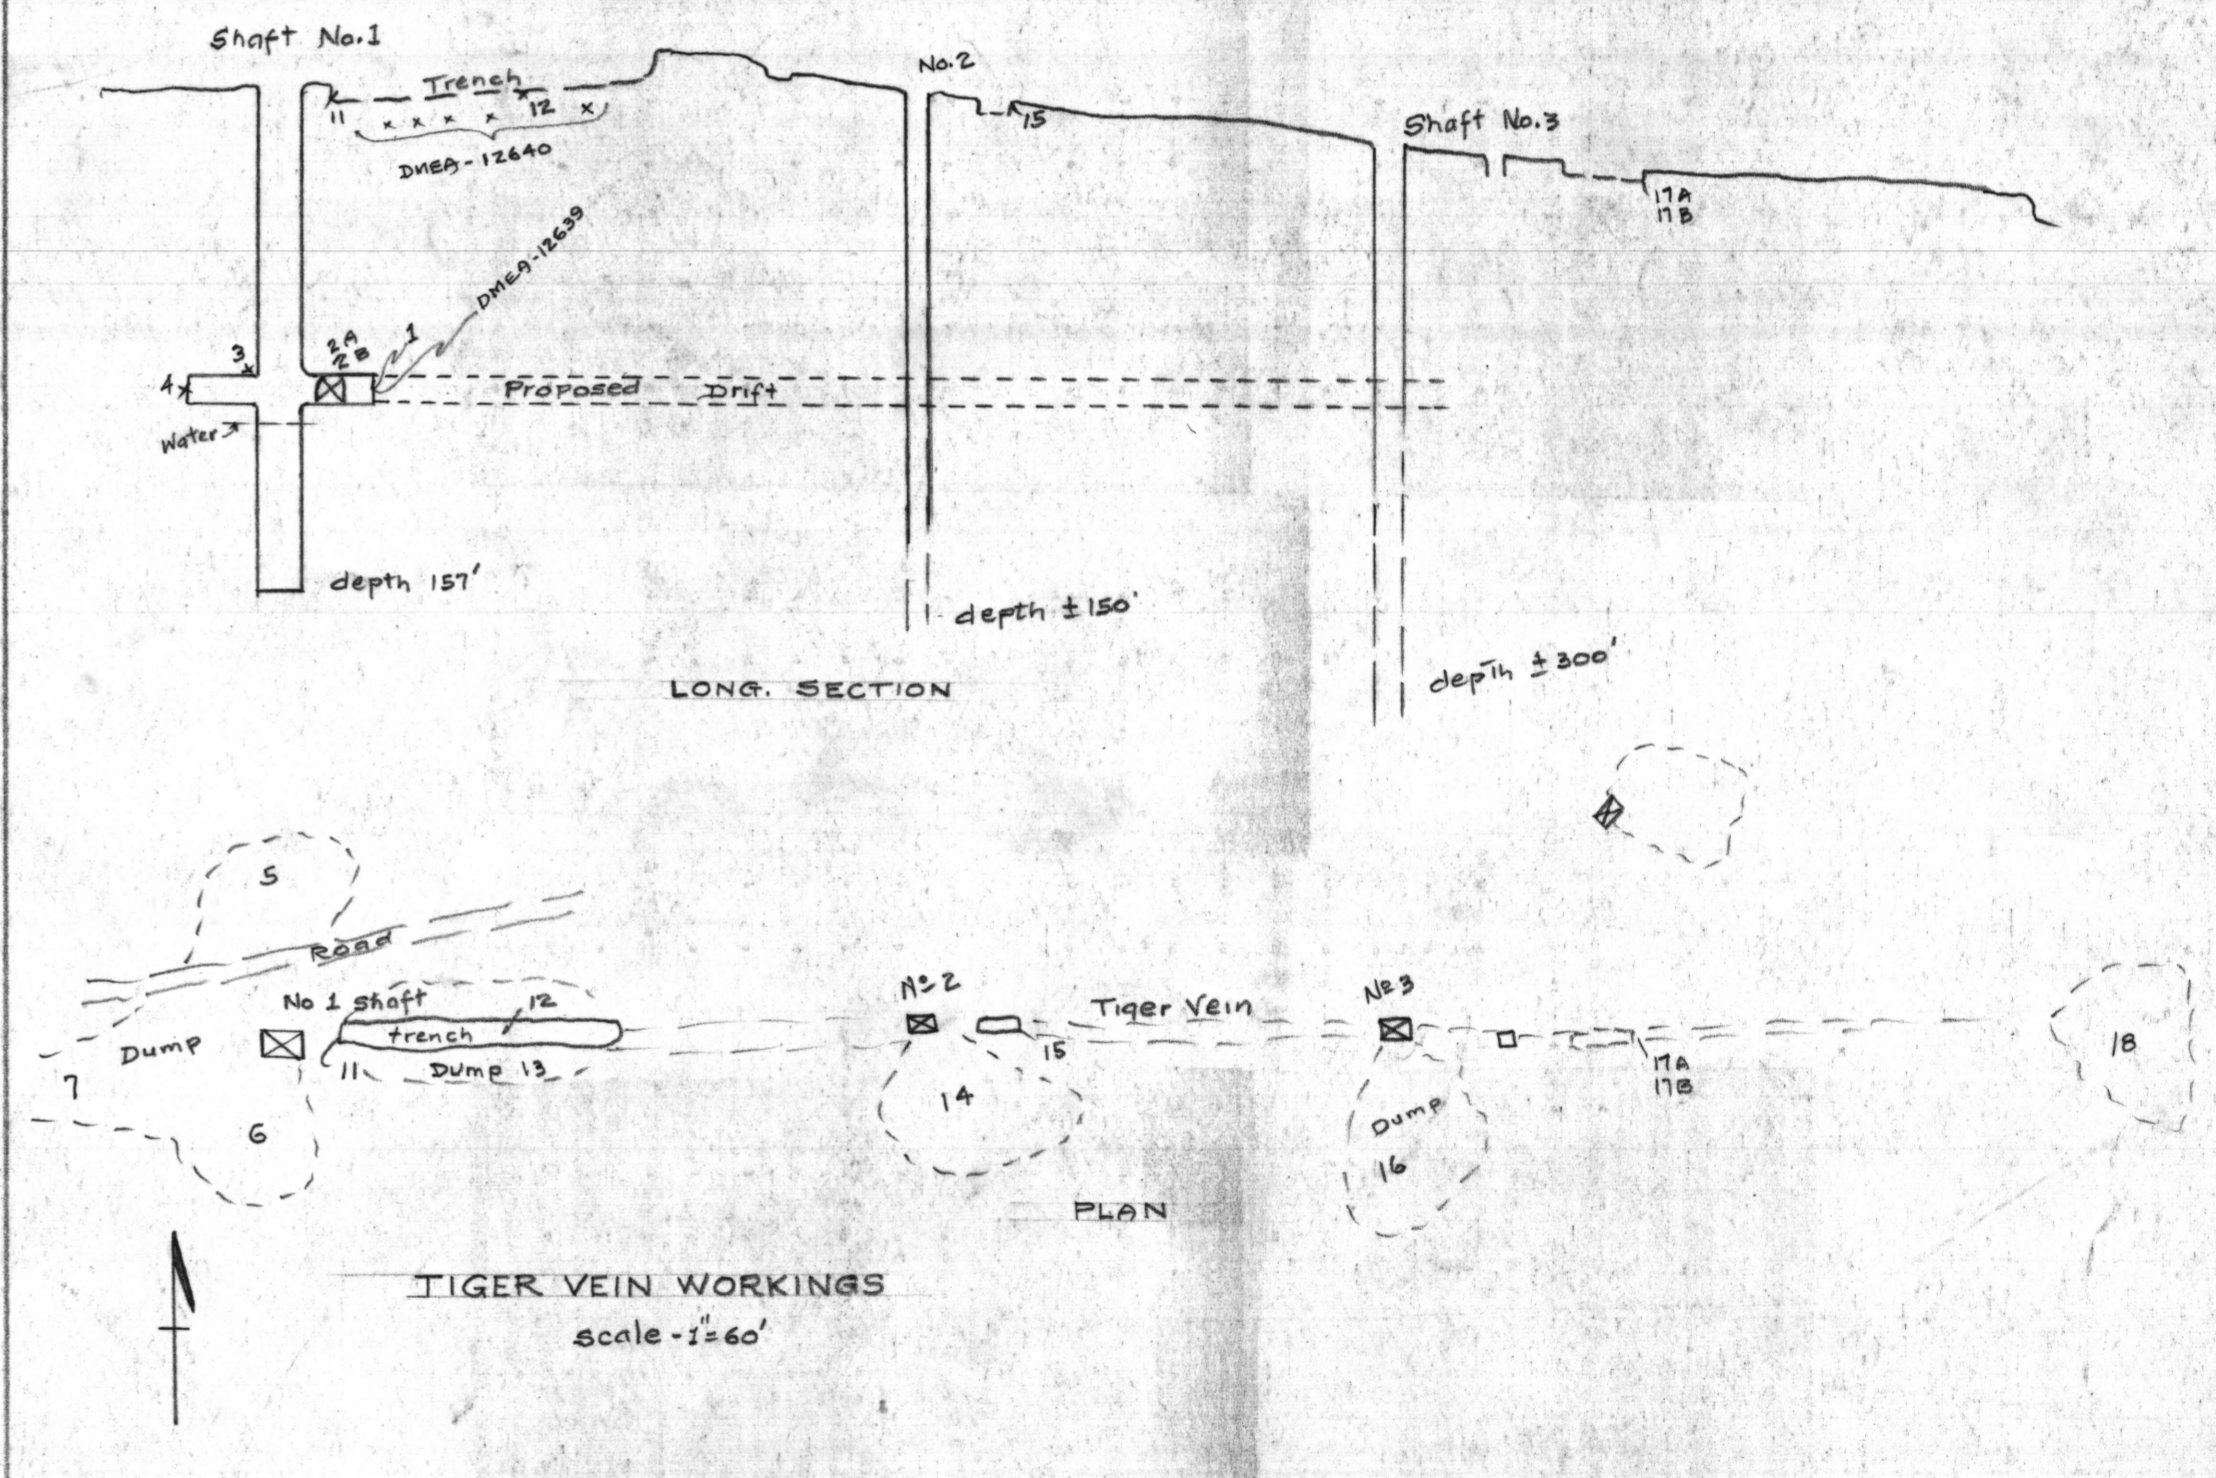 Shaft No.1
Trench
11
12
DMEA-12640
No.2
15
Shaft No.3
17A
17B
DMEA-12639
1
2A
2B
3
4
Proposed Drift
Water
depth 157'
depth ± 150'
depth ± 300'
LONG. SECTION
5
Road
No 1 shaft
12
trench
Dump
11
Dump 13
7
6
Nº 2
15
14
Tiger Vein
Nº 3
17A
17B
Dump
16
18
PLAN
TIGER VEIN WORKINGS
scale - 1"=60'